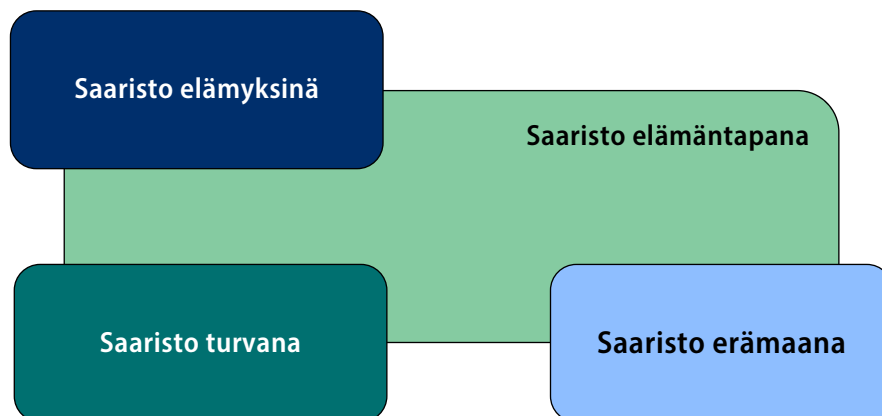 Saaristo elämyksinä
Saaristo elämäntapana
Saaristo turvana
Saaristo erämaana